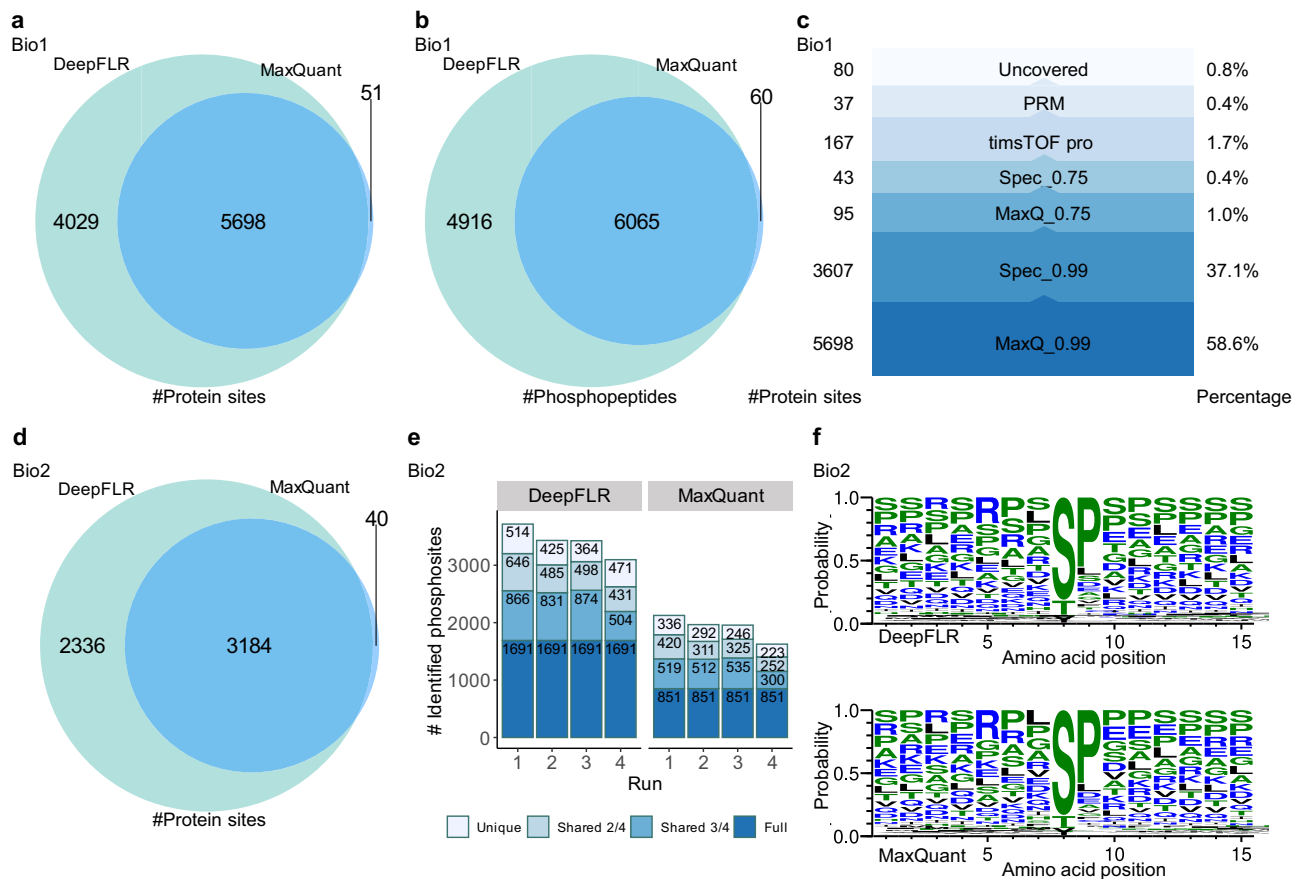 a
Bio1
DeepFLR
MaxQuant
51
4029
5698
#Protein sites
b
Bio1
DeepFLR
MaxQuant
60
4916
6065
#Phosphopeptides
c
Bio1
80 Uncovered 0.8%
37 PRM 0.4%
167 timsTOF pro 1.7%
43 Spec_0.75 0.4%
95 MaxQ_0.75 1.0%
3607 Spec_0.99 37.1%
5698 MaxQ_0.99 58.6%
#Protein sites Percentage
d
Bio2
DeepFLR
MaxQuant
40
2336
3184
#Protein sites
e
Bio2
DeepFLR MaxQuant
# Identified phosphosites
3000
2000
1000
0
514 425 364 471
646 485 498 431
866 831 874 504
1691 1691 1691 1691
336 292 246 223
420 311 325 252
519 512 535 300
851 851 851 851
1 2 3 4 1 2 3 4
Run
Unique Shared 2/4 Shared 3/4 Full
f
Bio2
Probability
1.0
0.5
0.0
SP
DeepFLR
5 10 15
Amino acid position
Probability
1.0
0.5
0.0
SP
MaxQuant
5 10 15
Amino acid position